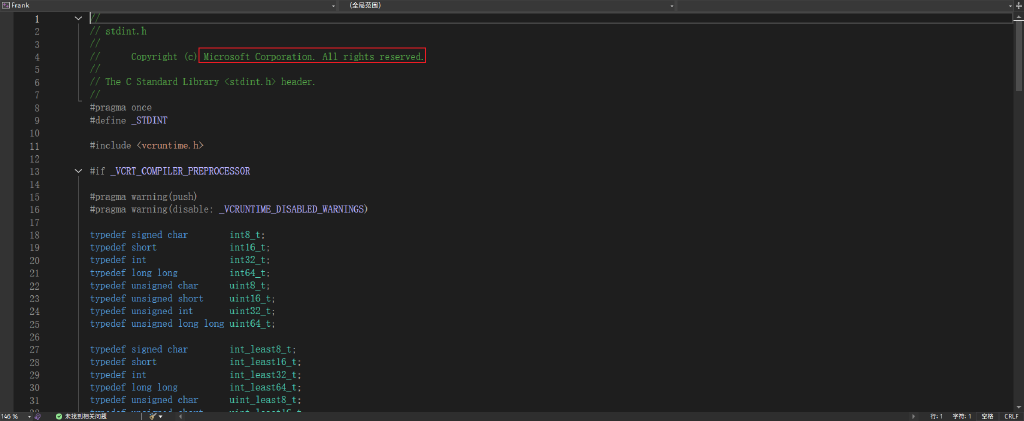 Frank (全局范围)
1 //
2 // stdint.h
3 //
4 // Copyright (c) Microsoft Corporation. All rights reserved.
5 //
6 // The C Standard Library <stdint.h> header.
7 //
8 #pragma once
9 #define _STDINT
10
11 #include <vcruntime.h>
12
13 #if _VCRT_COMPILER_PREPROCESSOR
14
15 #pragma warning(push)
16 #pragma warning(disable: _VCRUNTIME_DISABLED_WARNINGS)
17
18 typedef signed char int8_t;
19 typedef short int16_t;
20 typedef int int32_t;
21 typedef long long int64_t;
22 typedef unsigned char uint8_t;
23 typedef unsigned short uint16_t;
24 typedef unsigned int uint32_t;
25 typedef unsigned long long uint64_t;
26
27 typedef signed char int_least8_t;
28 typedef short int_least16_t;
29 typedef int int_least32_t;
30 typedef long long int_least64_t;
31 typedef unsigned char uint_least8_t;
146 % 未找到相关问题 行: 1 字符: 1 空格 CRLF